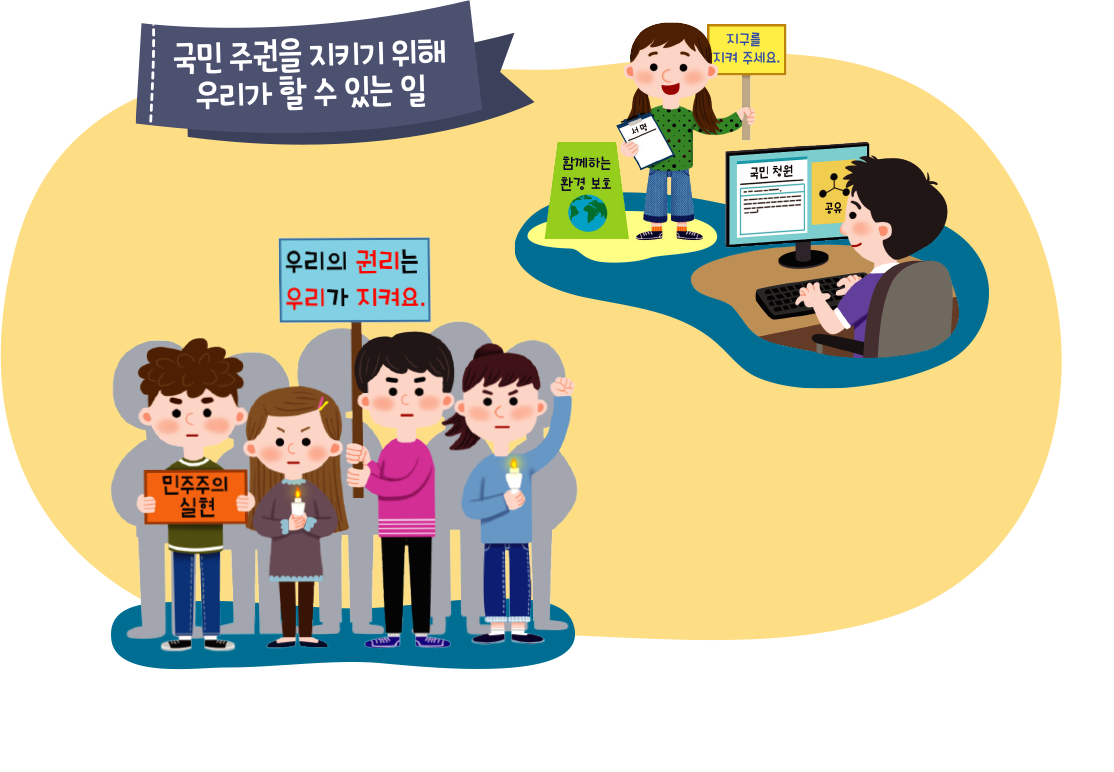 국민 주권을 지키기 위해
우리가 할 수 있는 일
지구를
지켜 주세요.
서명
함께하는
환경 보호
국민 청원
공유
우리의 권리는
우리가 지켜요.
민주주의
실현